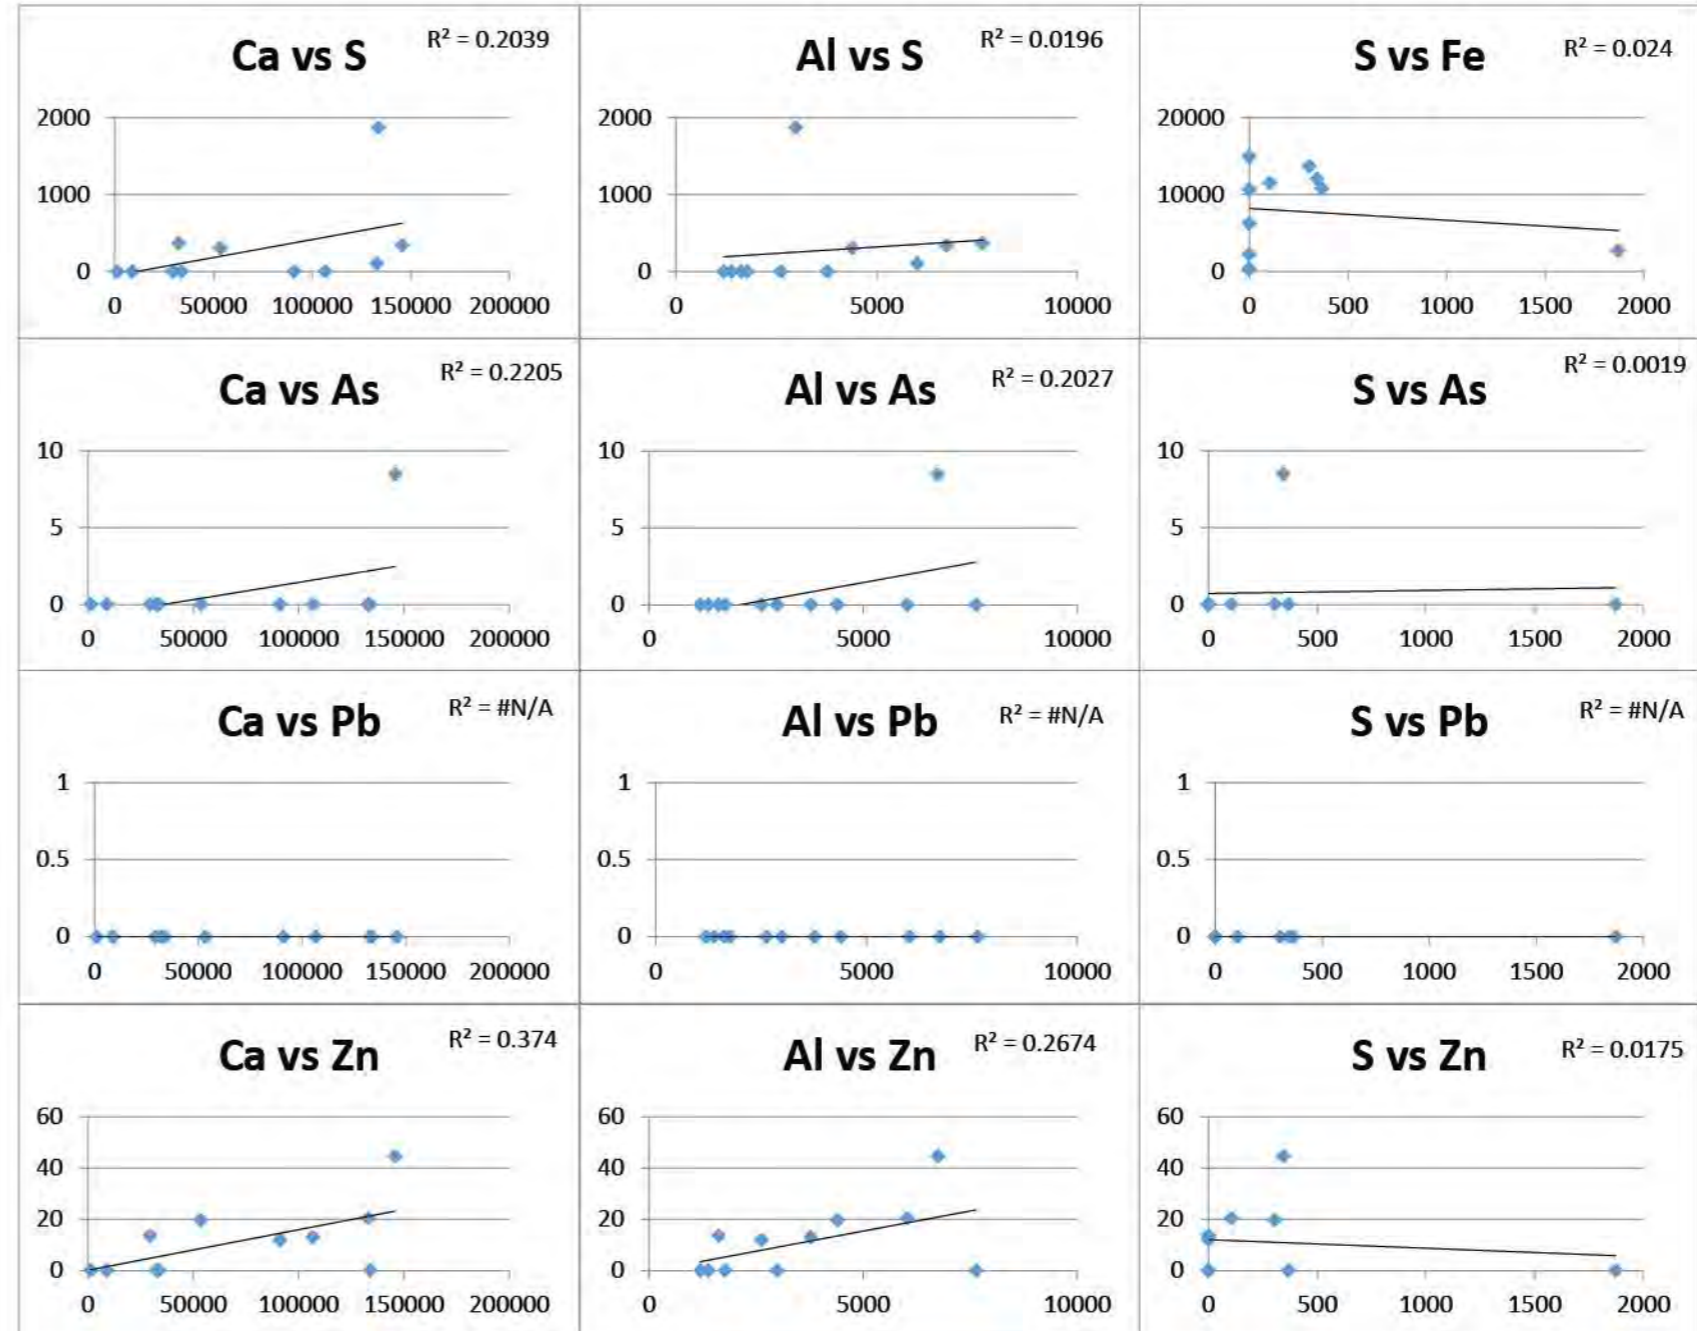 Ca vs S
R² = 0.2039
2000
1000
0
0 50000 100000 150000 200000
Al vs S
R² = 0.0196
2000
1000
0
0 5000 10000
S vs Fe
R² = 0.024
20000
10000
0
0 500 1000 1500 2000
Ca vs As
R² = 0.2205
10
5
0
0 50000 100000 150000 200000
Al vs As
R² = 0.2027
10
5
0
0 5000 10000
S vs As
R² = 0.0019
10
5
0
0 500 1000 1500 2000
Ca vs Pb
R² = #N/A
1
0.5
0
0 50000 100000 150000 200000
Al vs Pb
R² = #N/A
1
0.5
0
0 5000 10000
S vs Pb
R² = #N/A
1
0.5
0
0 500 1000 1500 2000
Ca vs Zn
R² = 0.374
60
40
20
0
0 50000 100000 150000 200000
Al vs Zn
R² = 0.2674
60
40
20
0
0 5000 10000
S vs Zn
R² = 0.0175
60
40
20
0
0 500 1000 1500 2000